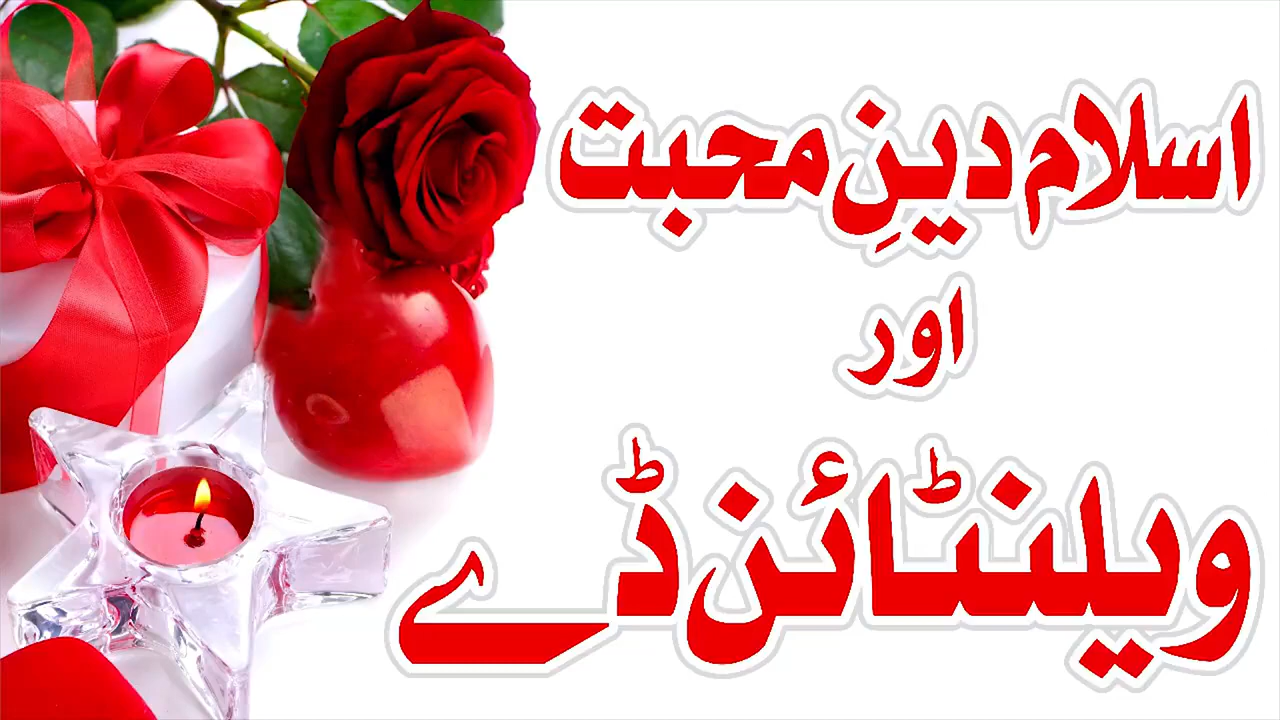 اسلام دینِ محبت
اور
ویلنٹائن ڈے